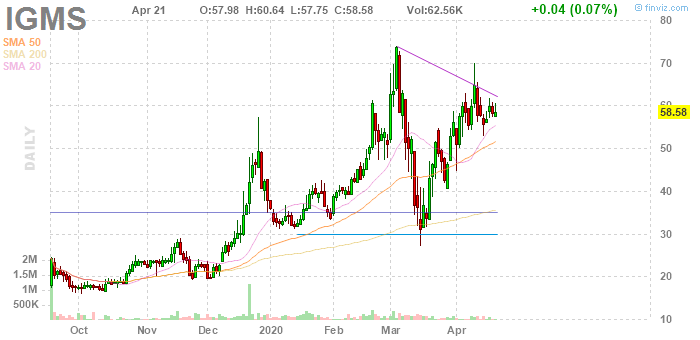 IGMS Apr 21 O:57.98 H:60.64 L:57.75 C:58.58 Vol:62.56K +0.04 (0.07%) © finviz.com
SMA 50
SMA 200
SMA 20
DAILY
80
70
60
58.58
50
40
30
20
10
2M
1.5M
1M
500K
Oct Nov Dec 2020 Feb Mar Apr